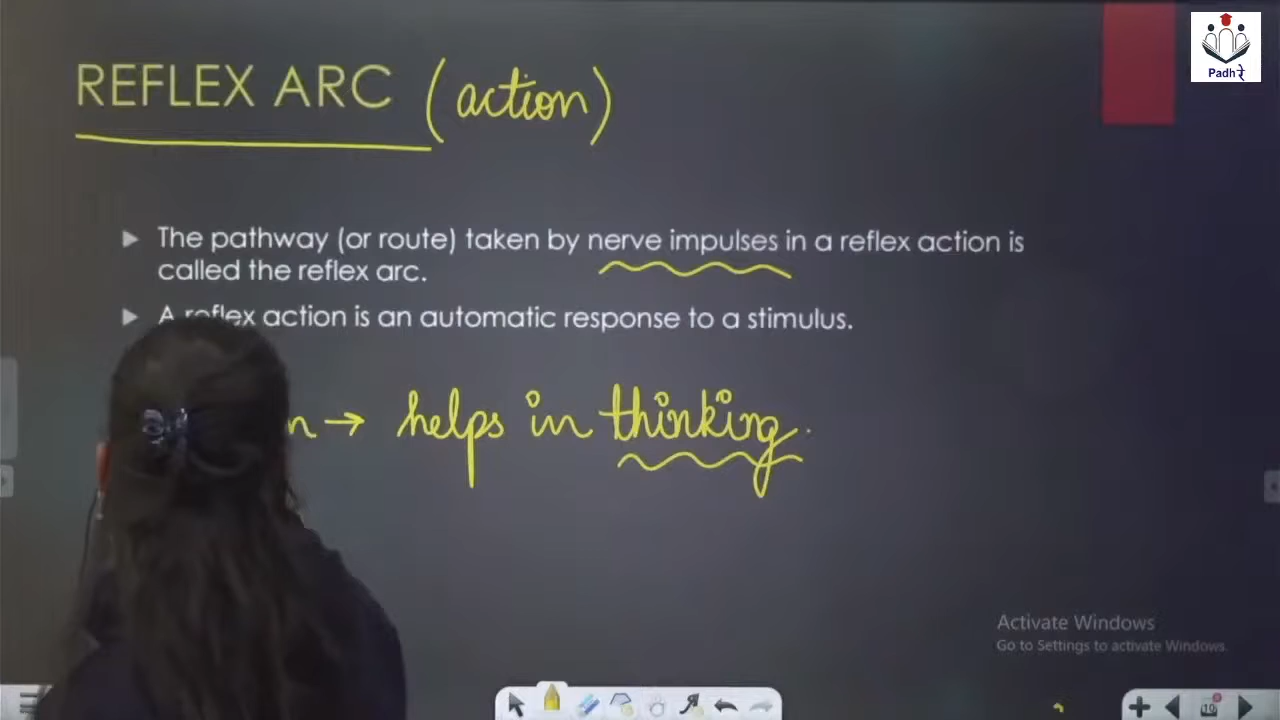 Padhरे
REFLEX ARC (action)
The pathway (or route) taken by nerve impulses in a reflex action is
called the reflex arc.
A reflex action is an automatic response to a stimulus.
n → helps in thinking.
Activate Windows
Go to Settings to activate Windows.
10